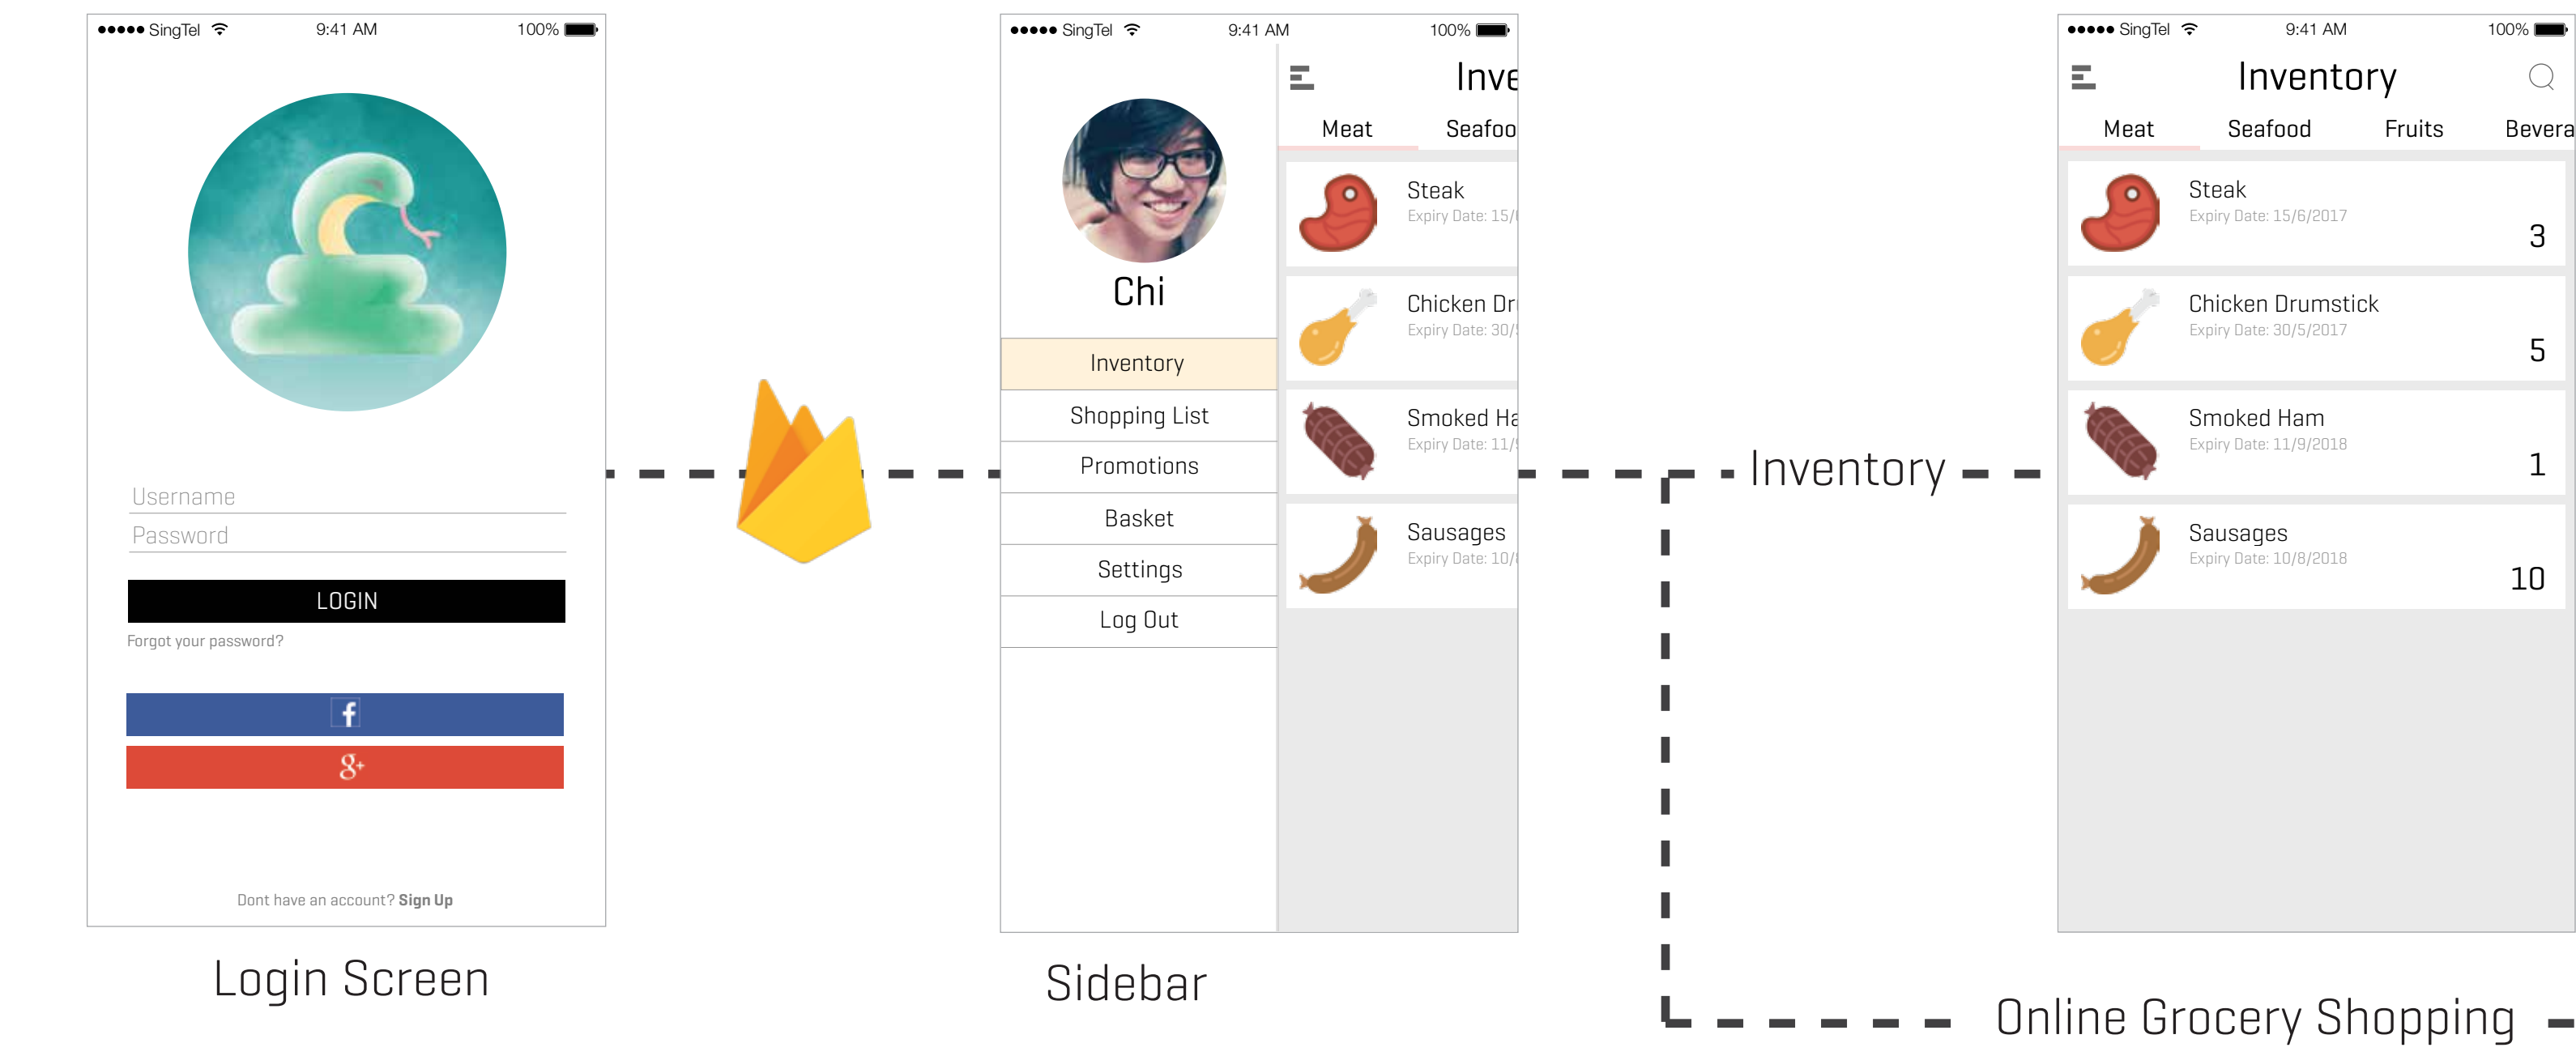 SingTel 9:41 AM 100%
Username
Password
LOGIN
Forgot your password?
f
g+
Dont have an account? Sign Up
Login Screen
SingTel 9:41 AM 100%
Chi
Inventory
Shopping List
Promotions
Basket
Settings
Log Out
Inve
Meat Seafoo
Steak
Expiry Date: 15/
Chicken Dr
Expiry Date: 30/
Smoked Ha
Expiry Date: 11/
Sausages
Expiry Date: 10/
Sidebar
Inventory
Online Grocery Shopping
SingTel 9:41 AM 100%
Inventory
Meat Seafood Fruits Bevera
Steak
Expiry Date: 15/6/2017
3
Chicken Drumstick
Expiry Date: 30/5/2017
5
Smoked Ham
Expiry Date: 11/9/2018
1
Sausages
Expiry Date: 10/8/2018
10